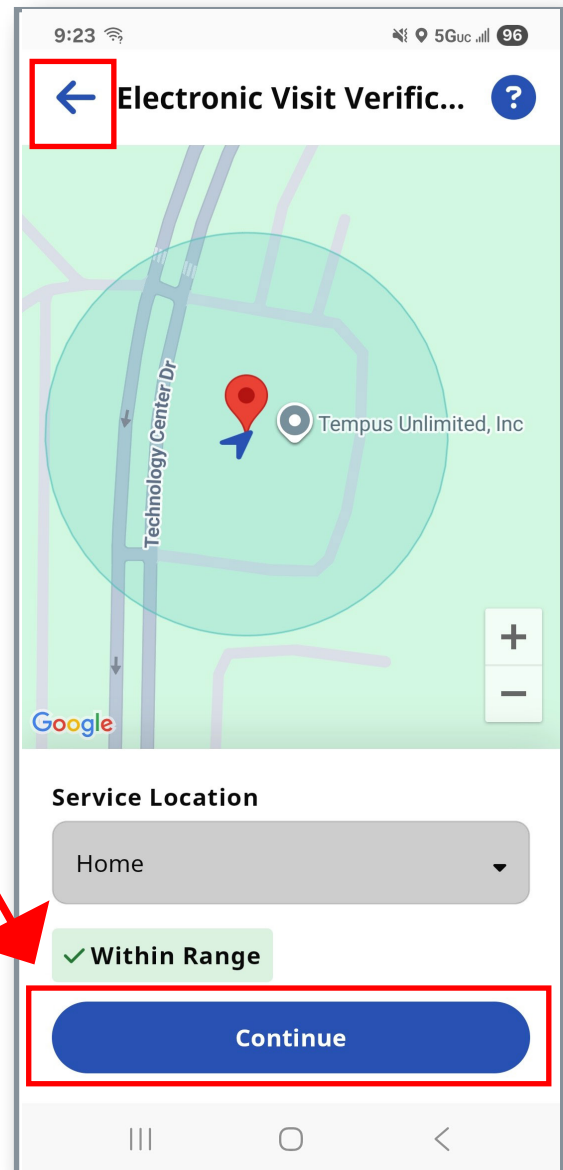 9:23
5GUC
96
Electronic Visit Verific...
?
Technology Center Dr
Tempus Unlimited, Inc
+
−
Google
Service Location
Home
Within Range
Continue